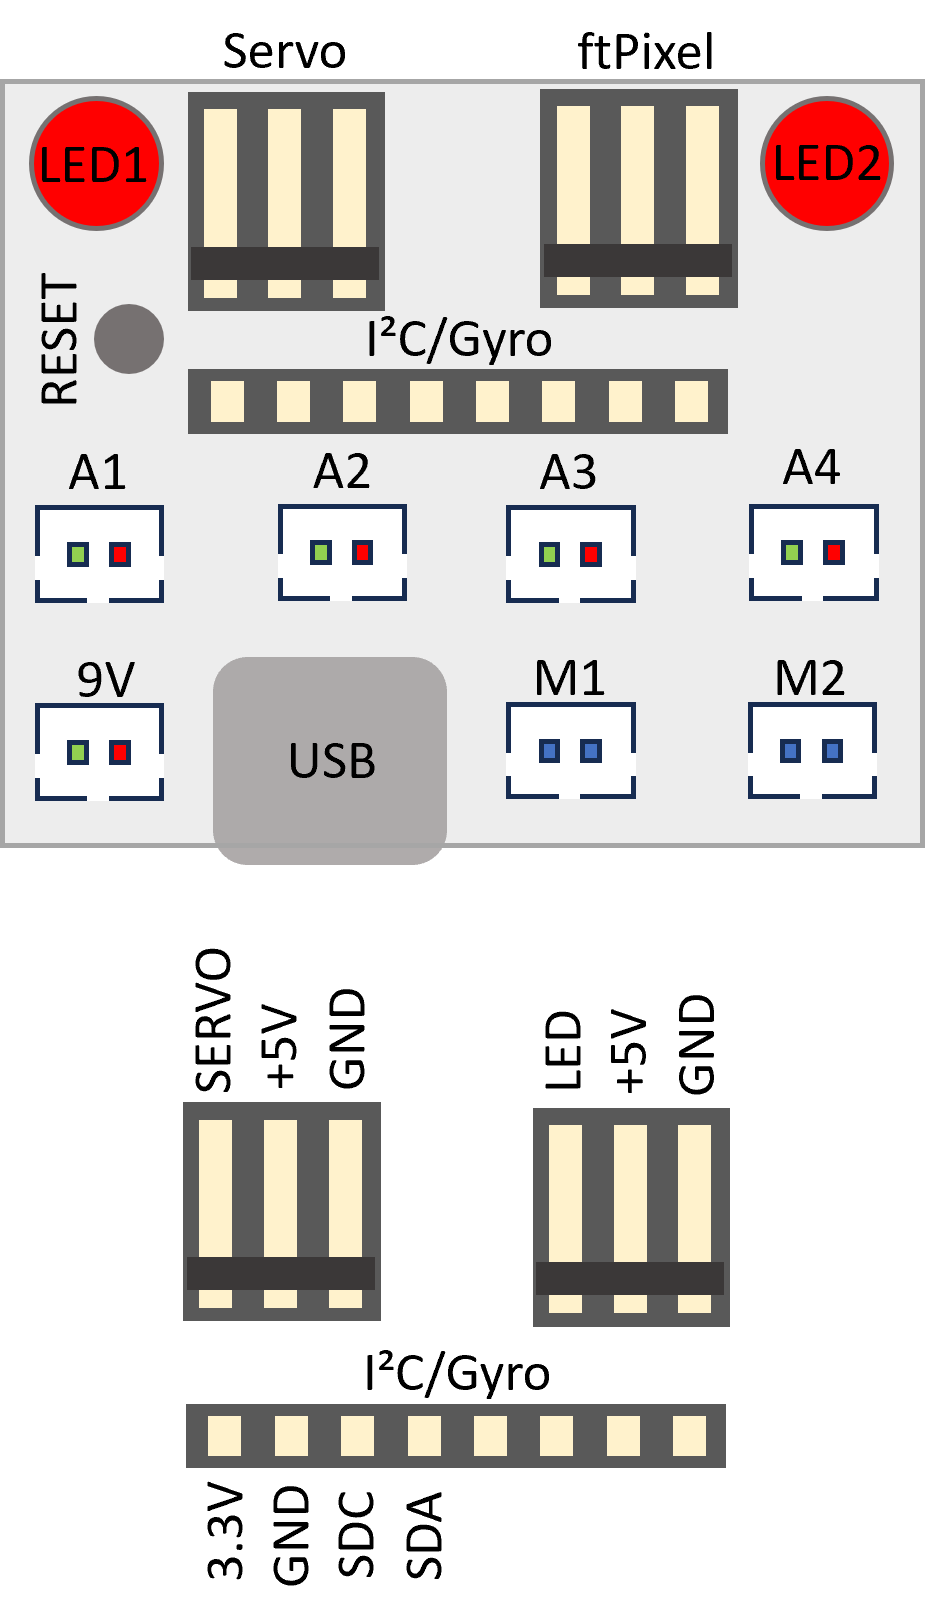 Servo ftPixel
LED1 LED2
RESET
I²C/Gyro
A1 A2 A3 A4
9V USB M1 M2
SERVO +5V GND LED +5V GND
I²C/Gyro
3.3V GND SDC SDA